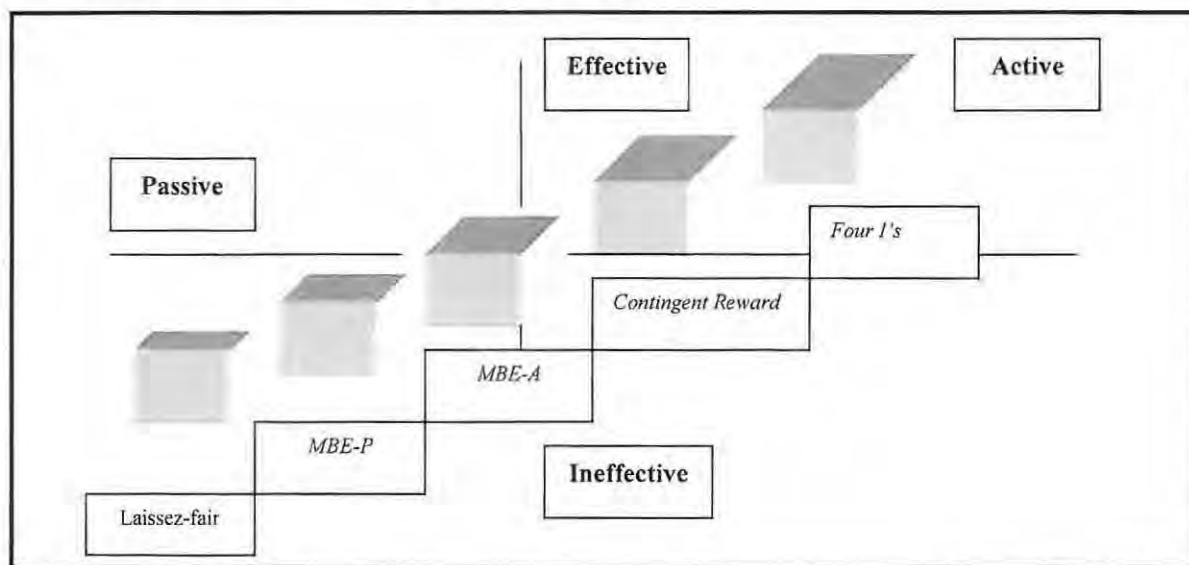 Effective
Active
Passive
Four I's
Contingent Reward
MBE-A
MBE-P
Ineffective
Laissez-fair